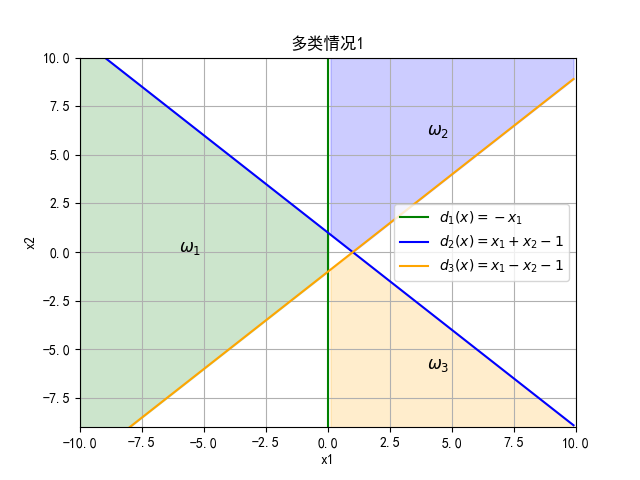 多类情况1
x2
10.0
7.5
5.0
2.5
0.0
−2.5
−5.0
−7.5
ω₁
ω₂
ω₃
d₁(x) = −x₁
d₂(x) = x₁ + x₂ − 1
d₃(x) = x₁ − x₂ − 1
−10.0 −7.5 −5.0 −2.5 0.0 2.5 5.0 7.5 10.0
x1